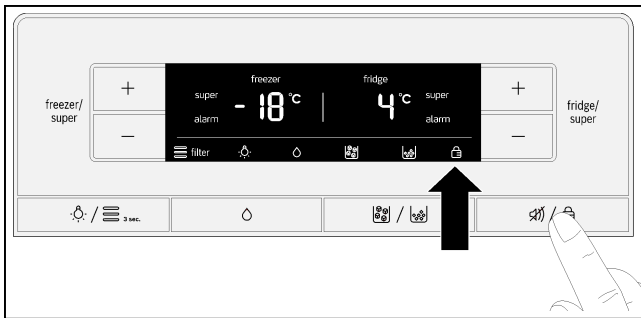 freezer/
super
+
−
freezer
super
-18 °C
alarm
fridge
4 °C
super
alarm
filter
+
−
fridge/
super
/ 3 sec.
/
/